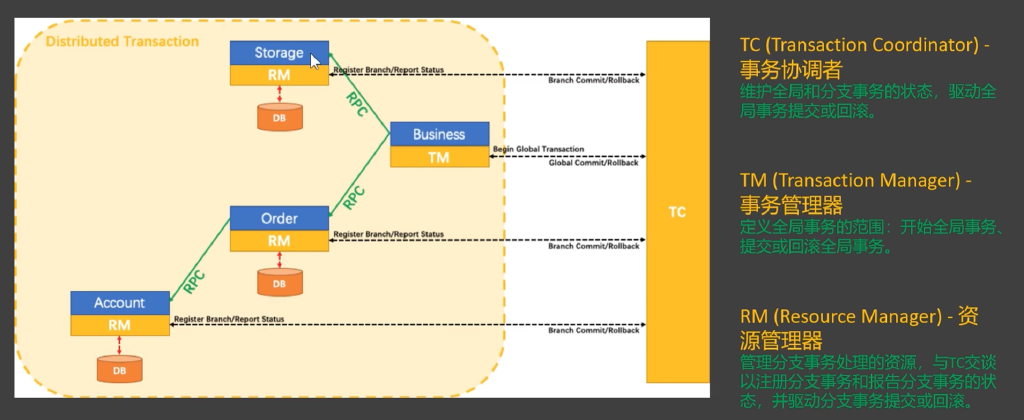 Distributed Transaction
Storage
RM
DB
Register Branch/Report Status
Branch Commit/Rollback
RPC
Business
TM
Begin Global Transaction
Global Commit/Rollback
RPC
Order
RM
DB
Register Branch/Report Status
Branch Commit/Rollback
RPC
Account
RM
DB
Register Branch/Report Status
Branch Commit/Rollback
TC
TC (Transaction Coordinator) -
事务协调者
维护全局和分支事务的状态，驱动全
局事务提交或回滚。
TM (Transaction Manager) -
事务管理器
定义全局事务的范围：开始全局事务、
提交或回滚全局事务。
RM (Resource Manager) - 资
源管理器
管理分支事务处理的资源，与TC交谈
以注册分支事务和报告分支事务的状
态，并驱动分支事务提交或回滚。